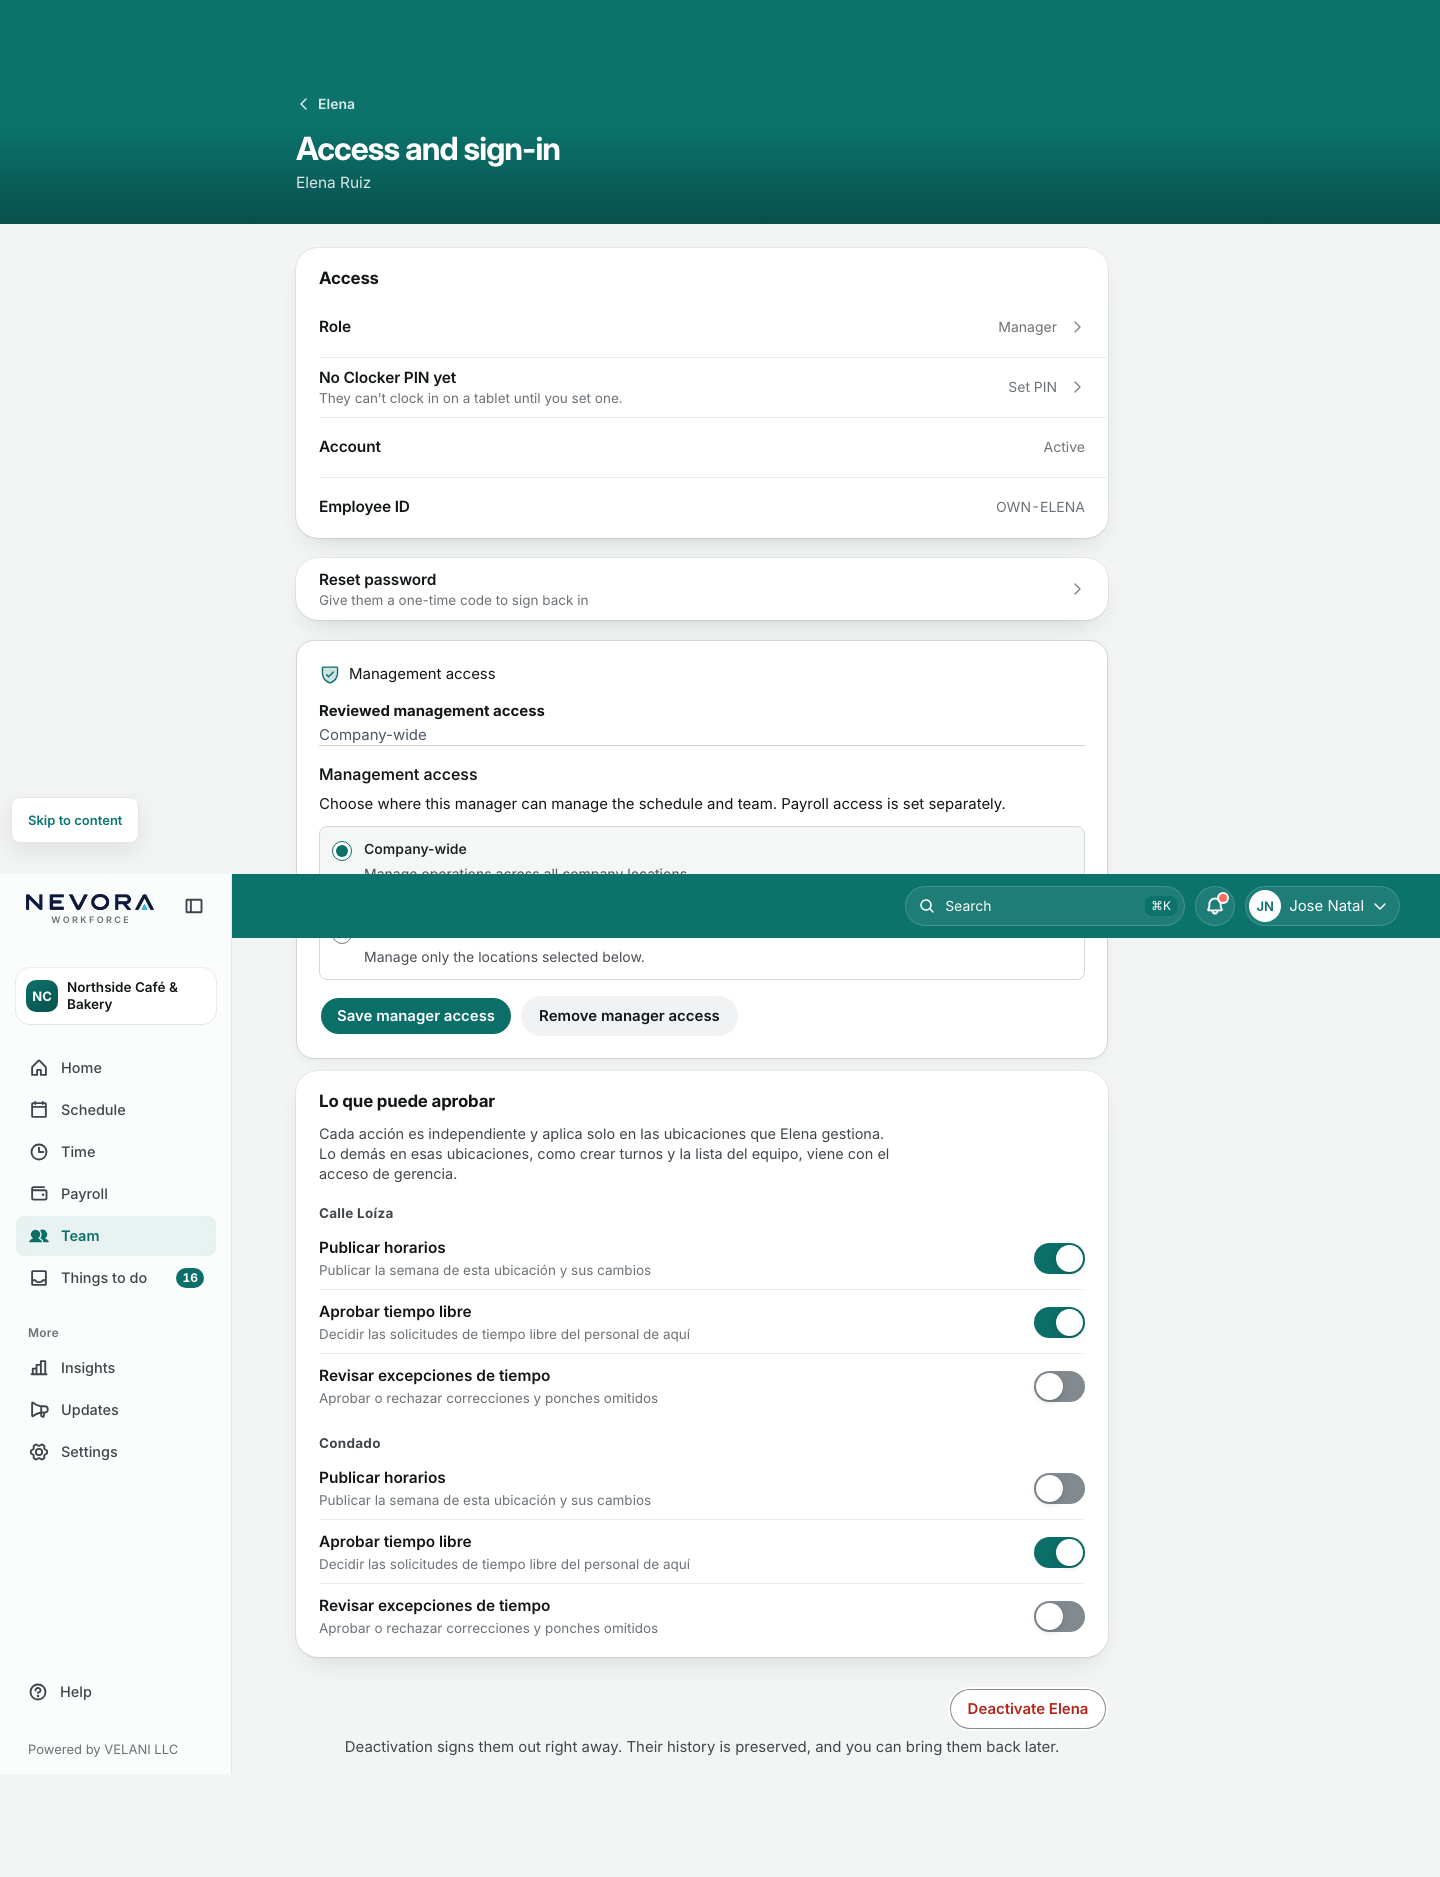 Elena
Access and sign-in
Elena Ruiz
Access
Role
Manager
No Clocker PIN yet
They can't clock in on a tablet until you set one.
Set PIN
Account
Active
Employee ID
OWN-ELENA
Reset password
Give them a one-time code to sign back in
Management access
Reviewed management access
Company-wide
Management access
Choose where this manager can manage the schedule and team. Payroll access is set separately.
Company-wide
Manage operations across all company locations.
Skip to content
NEVORA
WORKFORCE
Search
⌘K
JN
Jose Natal
Manage only the locations selected below.
Save manager access
Remove manager access
NC
Northside Café &
Bakery
Home
Schedule
Time
Payroll
Team
Things to do
16
More
Insights
Updates
Settings
Help
Powered by VELANI LLC
Lo que puede aprobar
Cada acción es independiente y aplica solo en las ubicaciones que Elena gestiona.
Lo demás en esas ubicaciones, como crear turnos y la lista del equipo, viene con el
acceso de gerencia.
Calle Loíza
Publicar horarios
Publicar la semana de esta ubicación y sus cambios
Aprobar tiempo libre
Decidir las solicitudes de tiempo libre del personal de aquí
Revisar excepciones de tiempo
Aprobar o rechazar correcciones y ponches omitidos
Condado
Publicar horarios
Publicar la semana de esta ubicación y sus cambios
Aprobar tiempo libre
Decidir las solicitudes de tiempo libre del personal de aquí
Revisar excepciones de tiempo
Aprobar o rechazar correcciones y ponches omitidos
Deactivate Elena
Deactivation signs them out right away. Their history is preserved, and you can bring them back later.